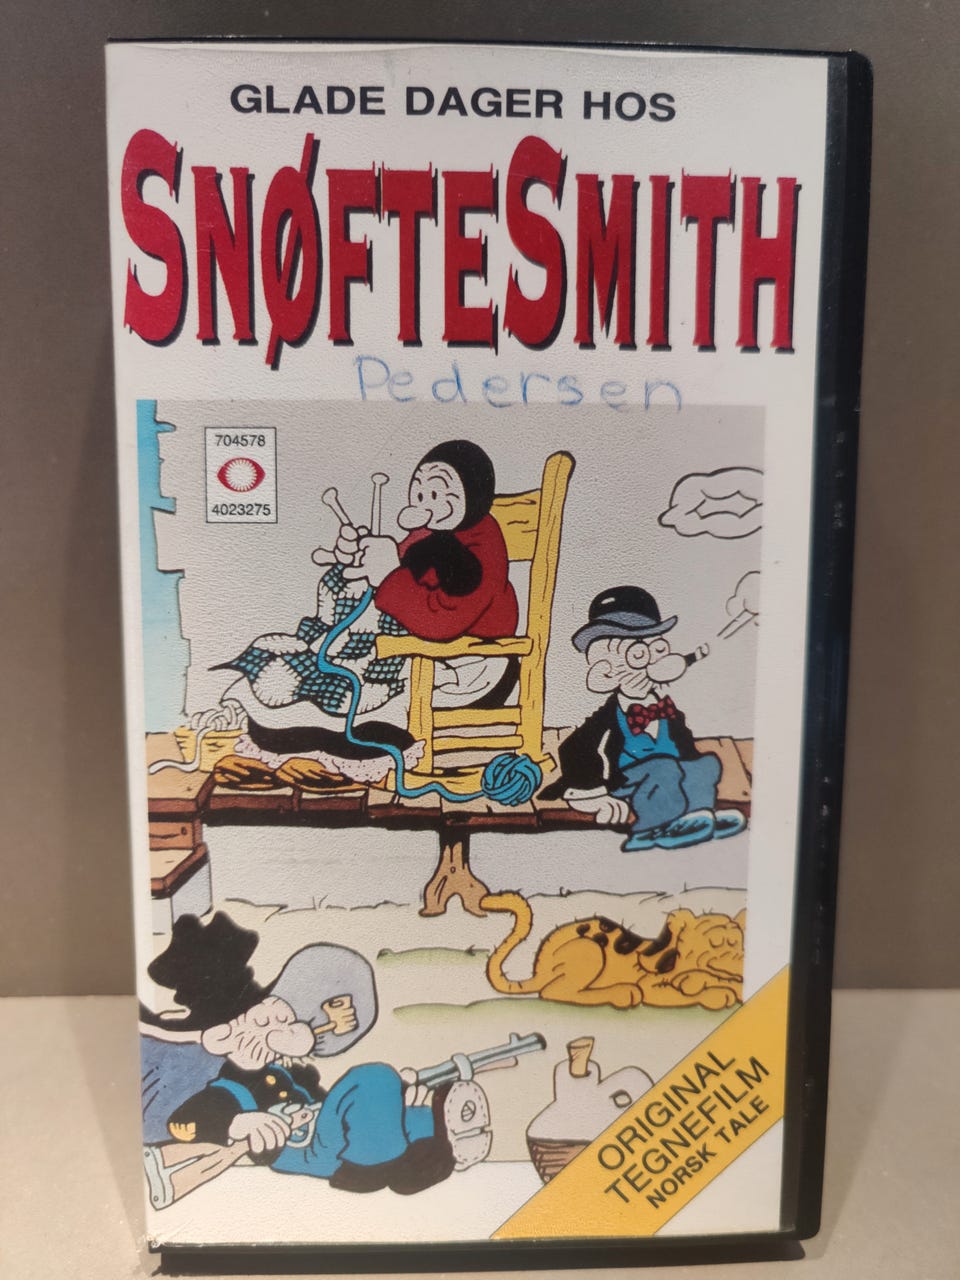 GLADE DAGER HOS
SNØFTESMITH
Pedersen
704578
4023275
ORIGINAL
TEGNEFILM
NORSK TALE